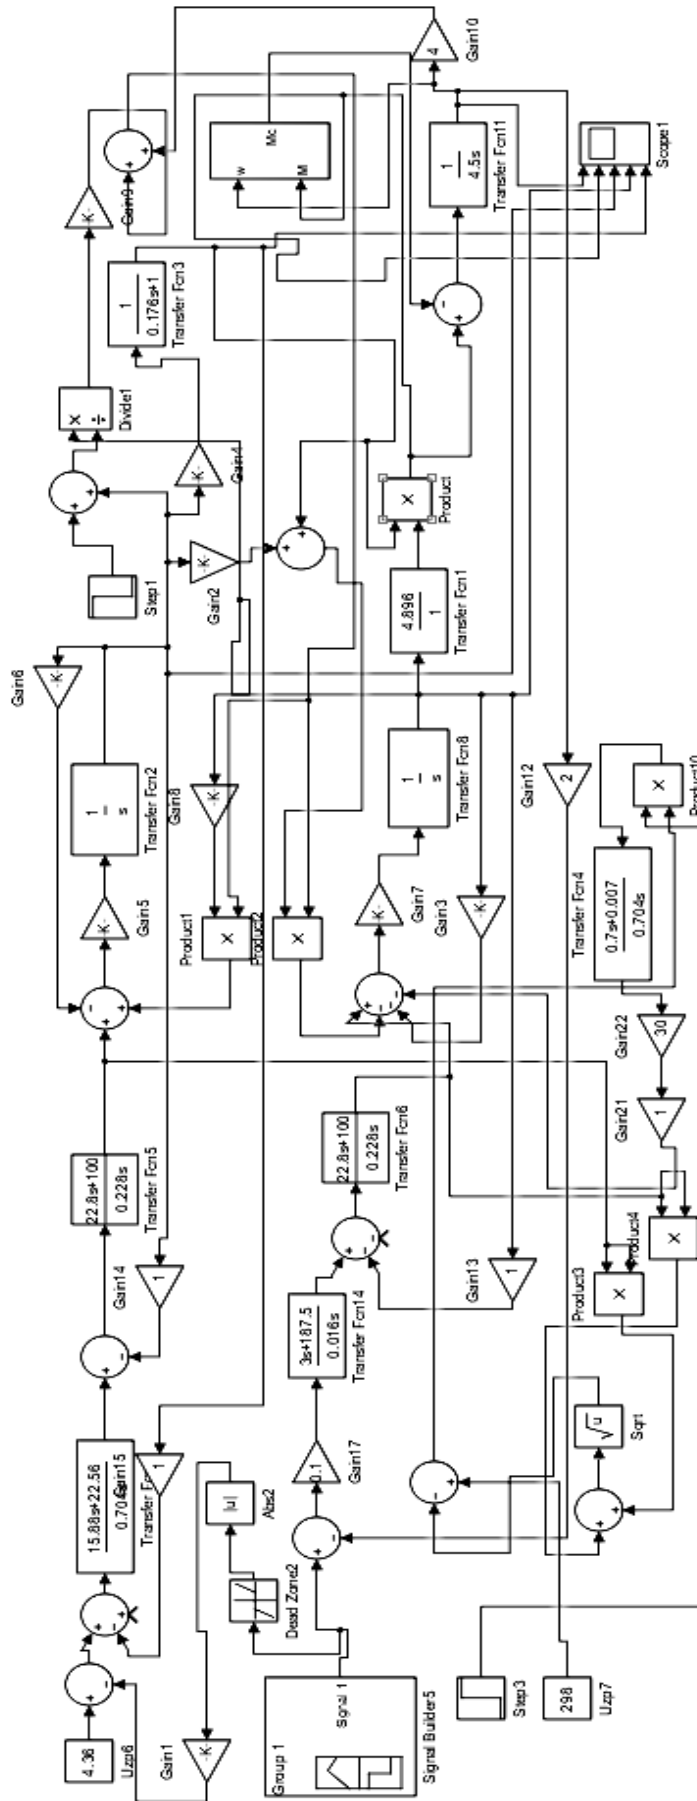 4.36
Uzp6
-K-
Gain1
15.88s+22.56
0.704s
Gain15
1
Gain14
1
22.8s+100
0.228s
Transfer Fcn5
-K-
Gain5
1
s
Transfer Fcn2
-K-
Gain6
Step1
-K-
Gain2
-K-
Gain4
×
÷
Divide1
1
0.176s+1
Transfer Fcn3
-K-
Gain9
Group 1
Signal 1
Signal Builder5
Dead Zone2
|u|
Abs2
0.1
Gain17
3s+187.5
0.016s
Transfer Fcn14
1
Gain13
22.8s+100
0.228s
Transfer Fcn6
×
Product1
×
Product2
-K-
Gain8
-K-
Gain7
-K-
Gain3
1
s
Transfer Fcn8
4.896
1
Transfer Fcn1
×
Product
w
M
Mc
1
4.5s
Transfer Fcn11
4
Gain10
Scope1
Step3
298
Uzp7
√u
Sqrt
×
Product3
×
Product4
1
Gain21
30
Gain22
0.7s+0.007
0.704s
Transfer Fcn4
×
Product10
2
Gain12